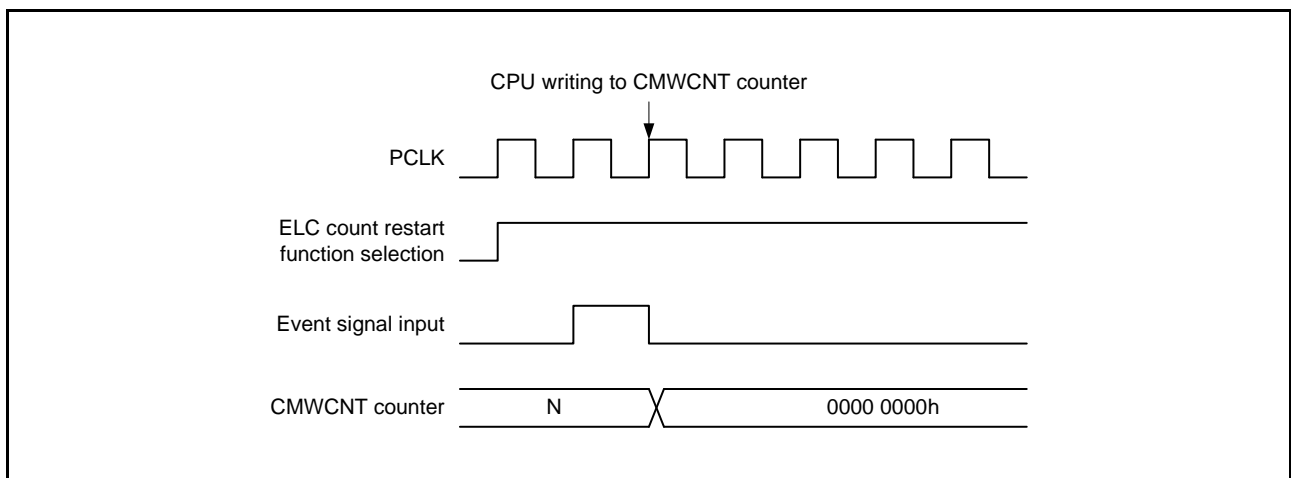 CPU writing to CMWCNT counter
PCLK
ELC count restart
function selection
Event signal input
CMWCNT counter
N
0000 0000h